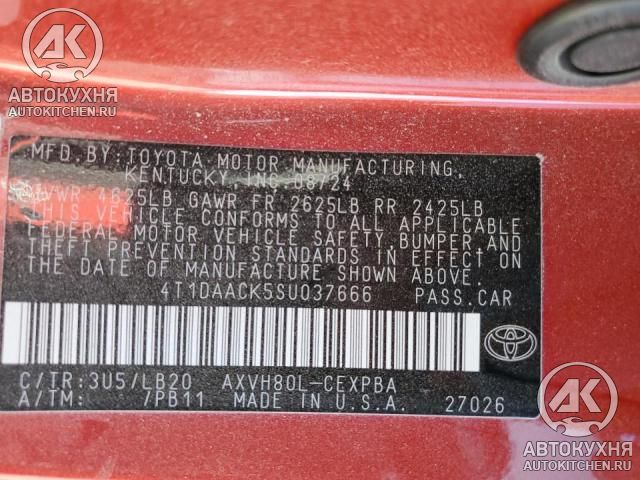 AK
АВТОКУХНЯ
AUTOKITCHEN.RU
MFD. BY: TOYOTA MOTOR MANUFACTURING,
KENTUCKY, INC 08/24
GVWR 4625LB GAWR FR 2625LB RR 2425LB
THIS VEHICLE CONFORMS TO ALL APPLICABLE
FEDERAL MOTOR VEHICLE SAFETY, BUMPER, AND
THEFT PREVENTION STANDARDS IN EFFECT ON
THE DATE OF MANUFACTURE SHOWN ABOVE.
4T1DAACK5SU037666 PASS.CAR
C/TR: 3U5/LB20 AXVH80L-CEXPBA
A/TM: /PB11 MADE IN U.S.A. 27026
AK
АВТОКУХНЯ
AUTOKITCHEN.RU